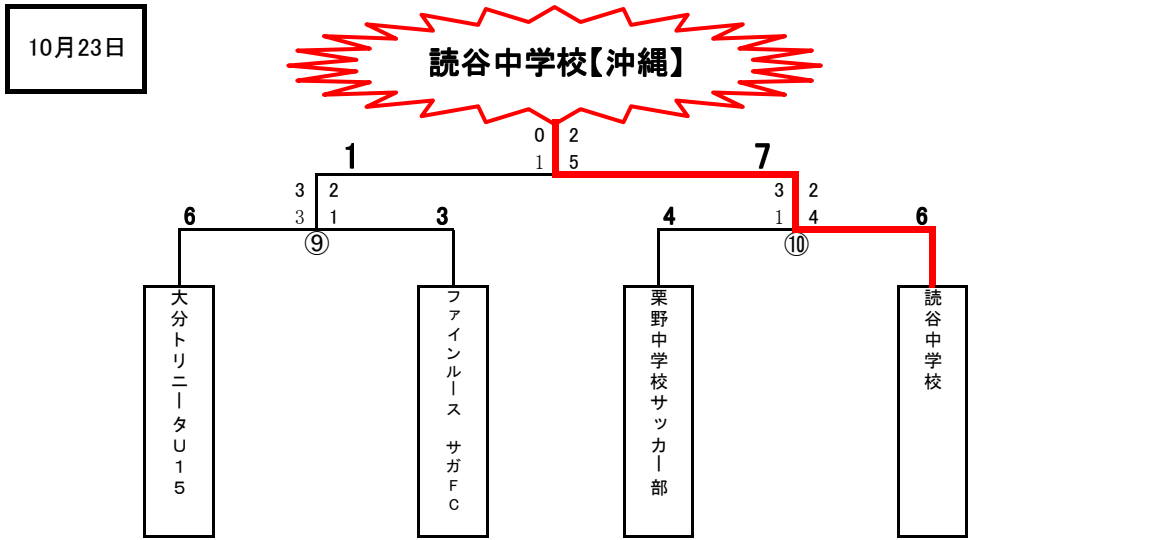 10月23日
読谷中学校【沖縄】
0 2
1 1 5 7
3 2 3 2
6 3 1 3 4 1 4 6
⑨ ⑩
大分トリニータU15
ファインルース サガFC
栗野中学校サッカー部
読谷中学校